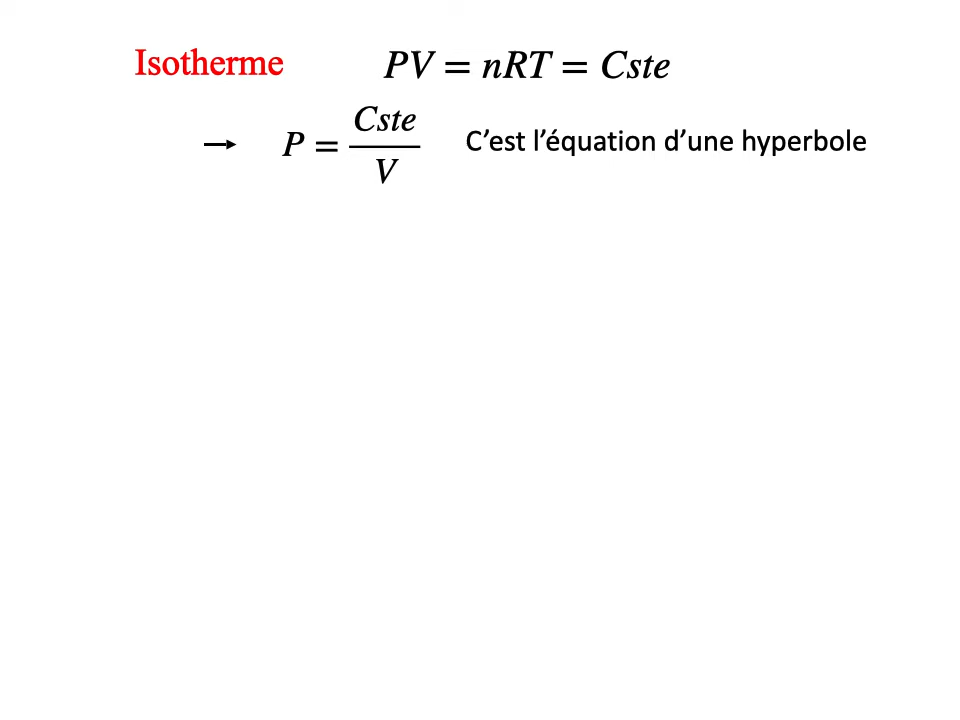 Isotherme PV = nRT = Cste
→ P = Cste / V C’est l’équation d’une hyperbole